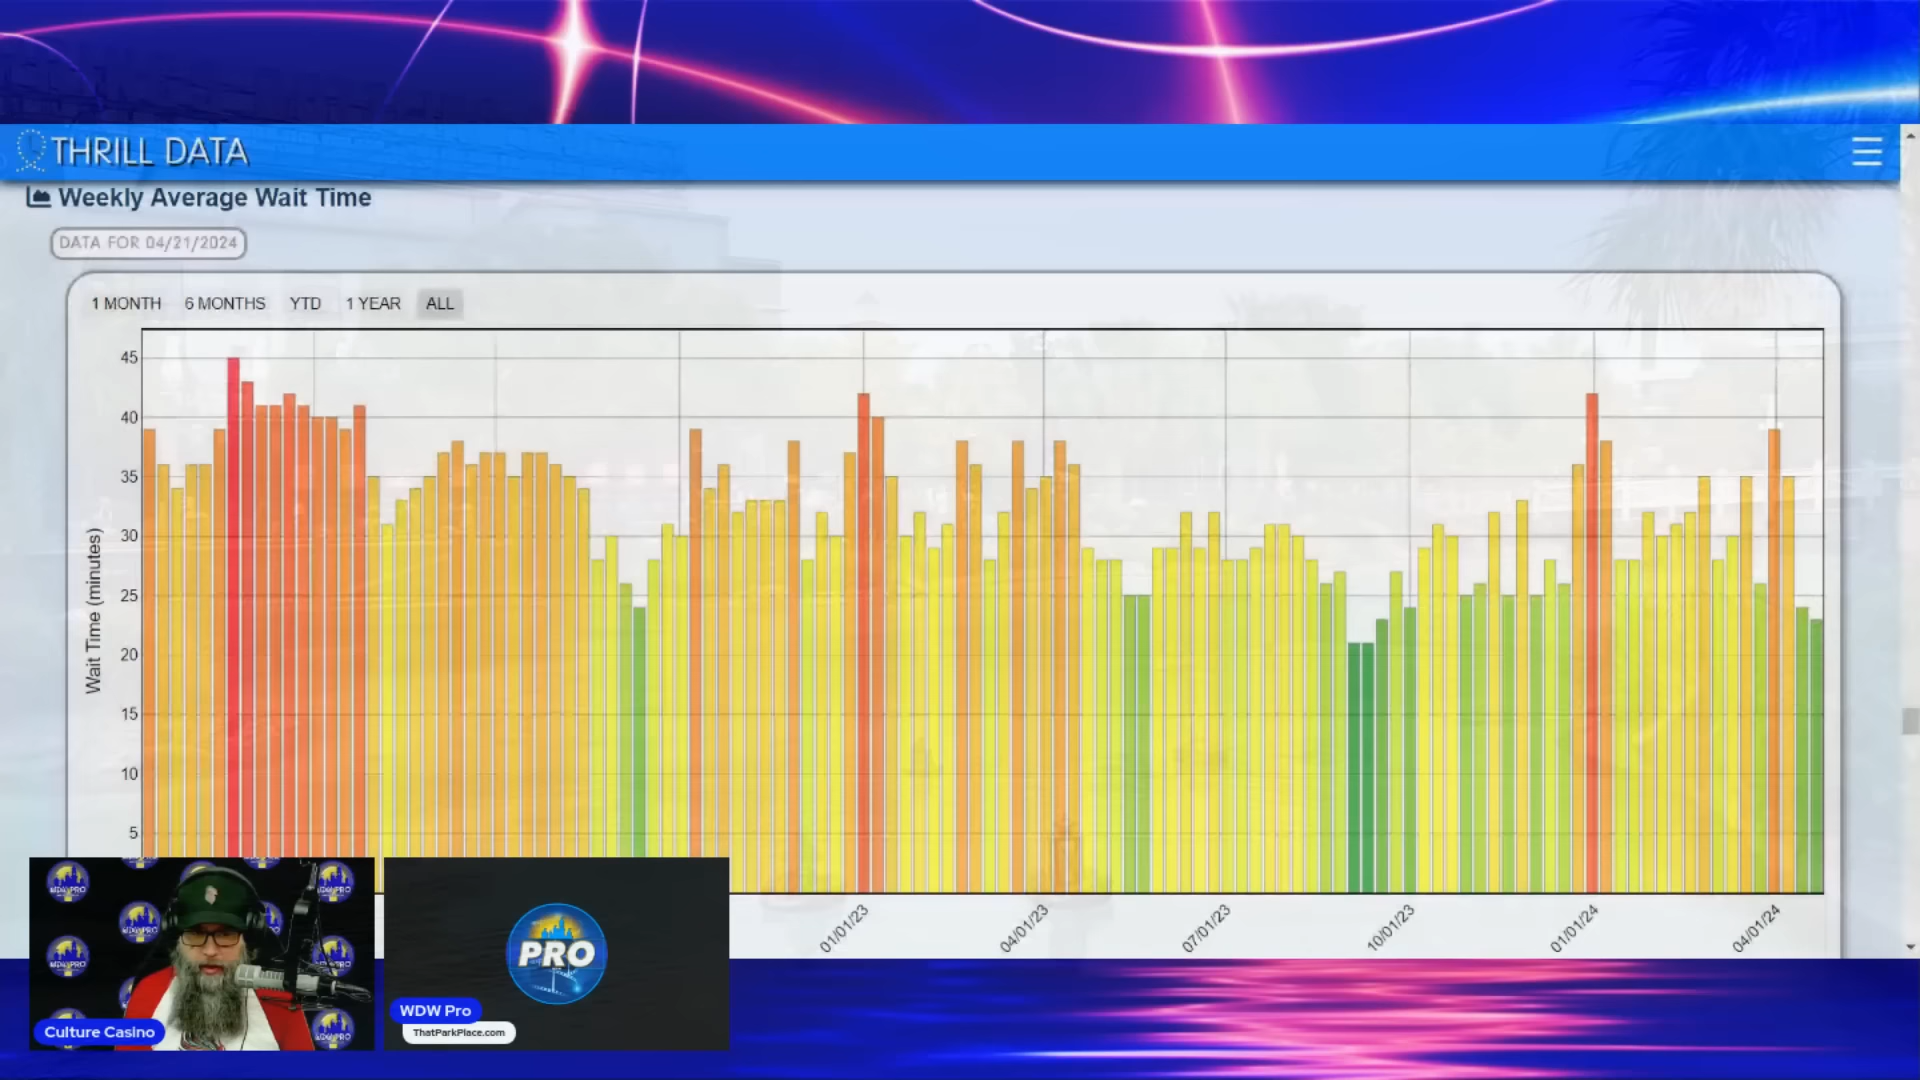 THRILL DATA
Weekly Average Wait Time
DATA FOR 04/21/2024
1 MONTH 6 MONTHS YTD 1 YEAR ALL
45
40
35
30
25
20
15
10
5
Wait Time (minutes)
01/01/23 04/01/23 07/01/23 10/01/23 01/01/24 04/01/24
PRO
WDW Pro
ThatParkPlace.com
Culture Casino